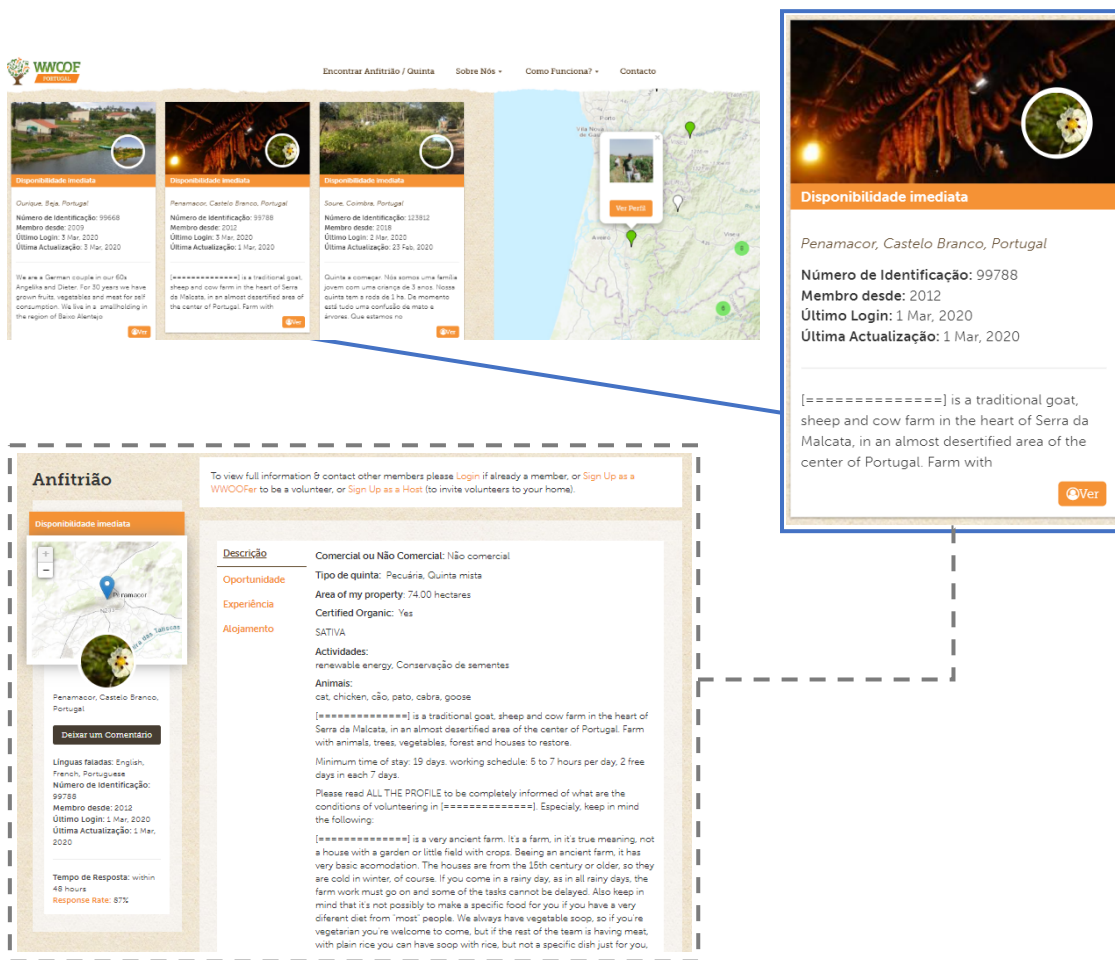 WWOOF
PORTUGAL
Encontrar Anfitrião / Quinta Sobre Nós Como Funciona? Contacto
Disponibilidade imediata
Ourique, Beja, Portugal
Número de Identificação: 99668
Membro desde: 2009
Último Login: 3 Mar, 2020
Última Actualização: 3 Mar, 2020
We are a German couple in our 60s
Angelika and Dieter. For 30 years we have
grown fruits, vegetables and meat for self
consumption. We live in a smallholding in
the region of Baixo Alentejo
Ver
Disponibilidade imediata
Penamacor, Castelo Branco, Portugal
Número de Identificação: 99788
Membro desde: 2012
Último Login: 3 Mar, 2020
Última Actualização: 1 Mar, 2020
[==============] is a traditional goat,
sheep and cow farm in the heart of Serra
da Malcata, in an almost desertified area of
the center of Portugal. Farm with
Ver
Disponibilidade imediata
Soure, Coimbra, Portugal
Número de Identificação: 123812
Membro desde: 2018
Último Login: 2 Mar, 2020
Última Actualização: 23 Feb, 2020
Quinta a começar. Nós somos uma família
jovem com uma criança de 3 anos. Nossa
quinta tem a roda de 1 ha. De momento
está tudo uma confusão de mato e
árvores. Que estamos no
Ver
Porto
Vila Nova
de Gaia
×
Ver Perfil
Aveiro
Viseu
Disponibilidade imediata
Penamacor, Castelo Branco, Portugal
Número de Identificação: 99788
Membro desde: 2012
Último Login: 1 Mar, 2020
Última Actualização: 1 Mar, 2020
[==============] is a traditional goat,
sheep and cow farm in the heart of Serra da
Malcata, in an almost desertified area of the
center of Portugal. Farm with
Ver
Anfitrião
Disponibilidade imediata
+
−
Penamacor
Penamacor, Castelo Branco,
Portugal
Deixar um Comentário
Línguas faladas: English,
French, Portuguese
Número de Identificação:
99788
Membro desde: 2012
Último Login: 1 Mar, 2020
Última Actualização: 1 Mar,
2020
Tempo de Resposta: within
48 hours
Response Rate: 87%
To view full information & contact other members please Login if already a member, or Sign Up as a
WWOOFer to be a volunteer, or Sign Up as a Host (to invite volunteers to your home).
Descrição
Oportunidade
Experiência
Alojamento
Comercial ou Não Comercial: Não comercial
Tipo de quinta: Pecuária, Quinta mista
Area of my property: 74.00 hectares
Certified Organic: Yes
SATIVA
Actividades:
renewable energy, Conservação de sementes
Animais:
cat, chicken, cão, pato, cabra, goose
[==============] is a traditional goat, sheep and cow farm in the heart of
Serra da Malcata, in an almost desertified area of the center of Portugal. Farm
with animals, trees, vegetables, forest and houses to restore.
Minimum time of stay: 19 days. working schedule: 5 to 7 hours per day, 2 free
days in each 7 days.
Please read ALL THE PROFILE to be completely informed of what are the
conditions of volunteering in [==============]. Especialy, keep in mind
the following:
[==============] is a very ancient farm. It's a farm, in it's true meaning, not
a house with a garden or little field with crops. Beeing an ancient farm, it has
very basic acomodation. The houses are from the 15th century or older, so they
are cold in winter, of course. If you come in a rainy day, as in all rainy days, the
farm work must go on and some of the tasks cannot be delayed. Also keep in
mind that it's not possibly to make a specific food for you if you have a very
diferent diet from "most" people. We always have vegetable soop, so if you're
vegetarian you're welcome to come, but if the rest of the team is having meat,
with plain rice you can have soop with rice, but not a specific dish just for you,